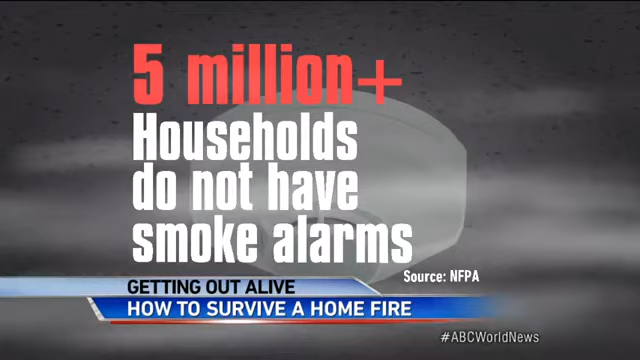 5 million+
Households
do not have
smoke alarms
Source: NFPA
GETTING OUT ALIVE
HOW TO SURVIVE A HOME FIRE
#ABCWorldNews